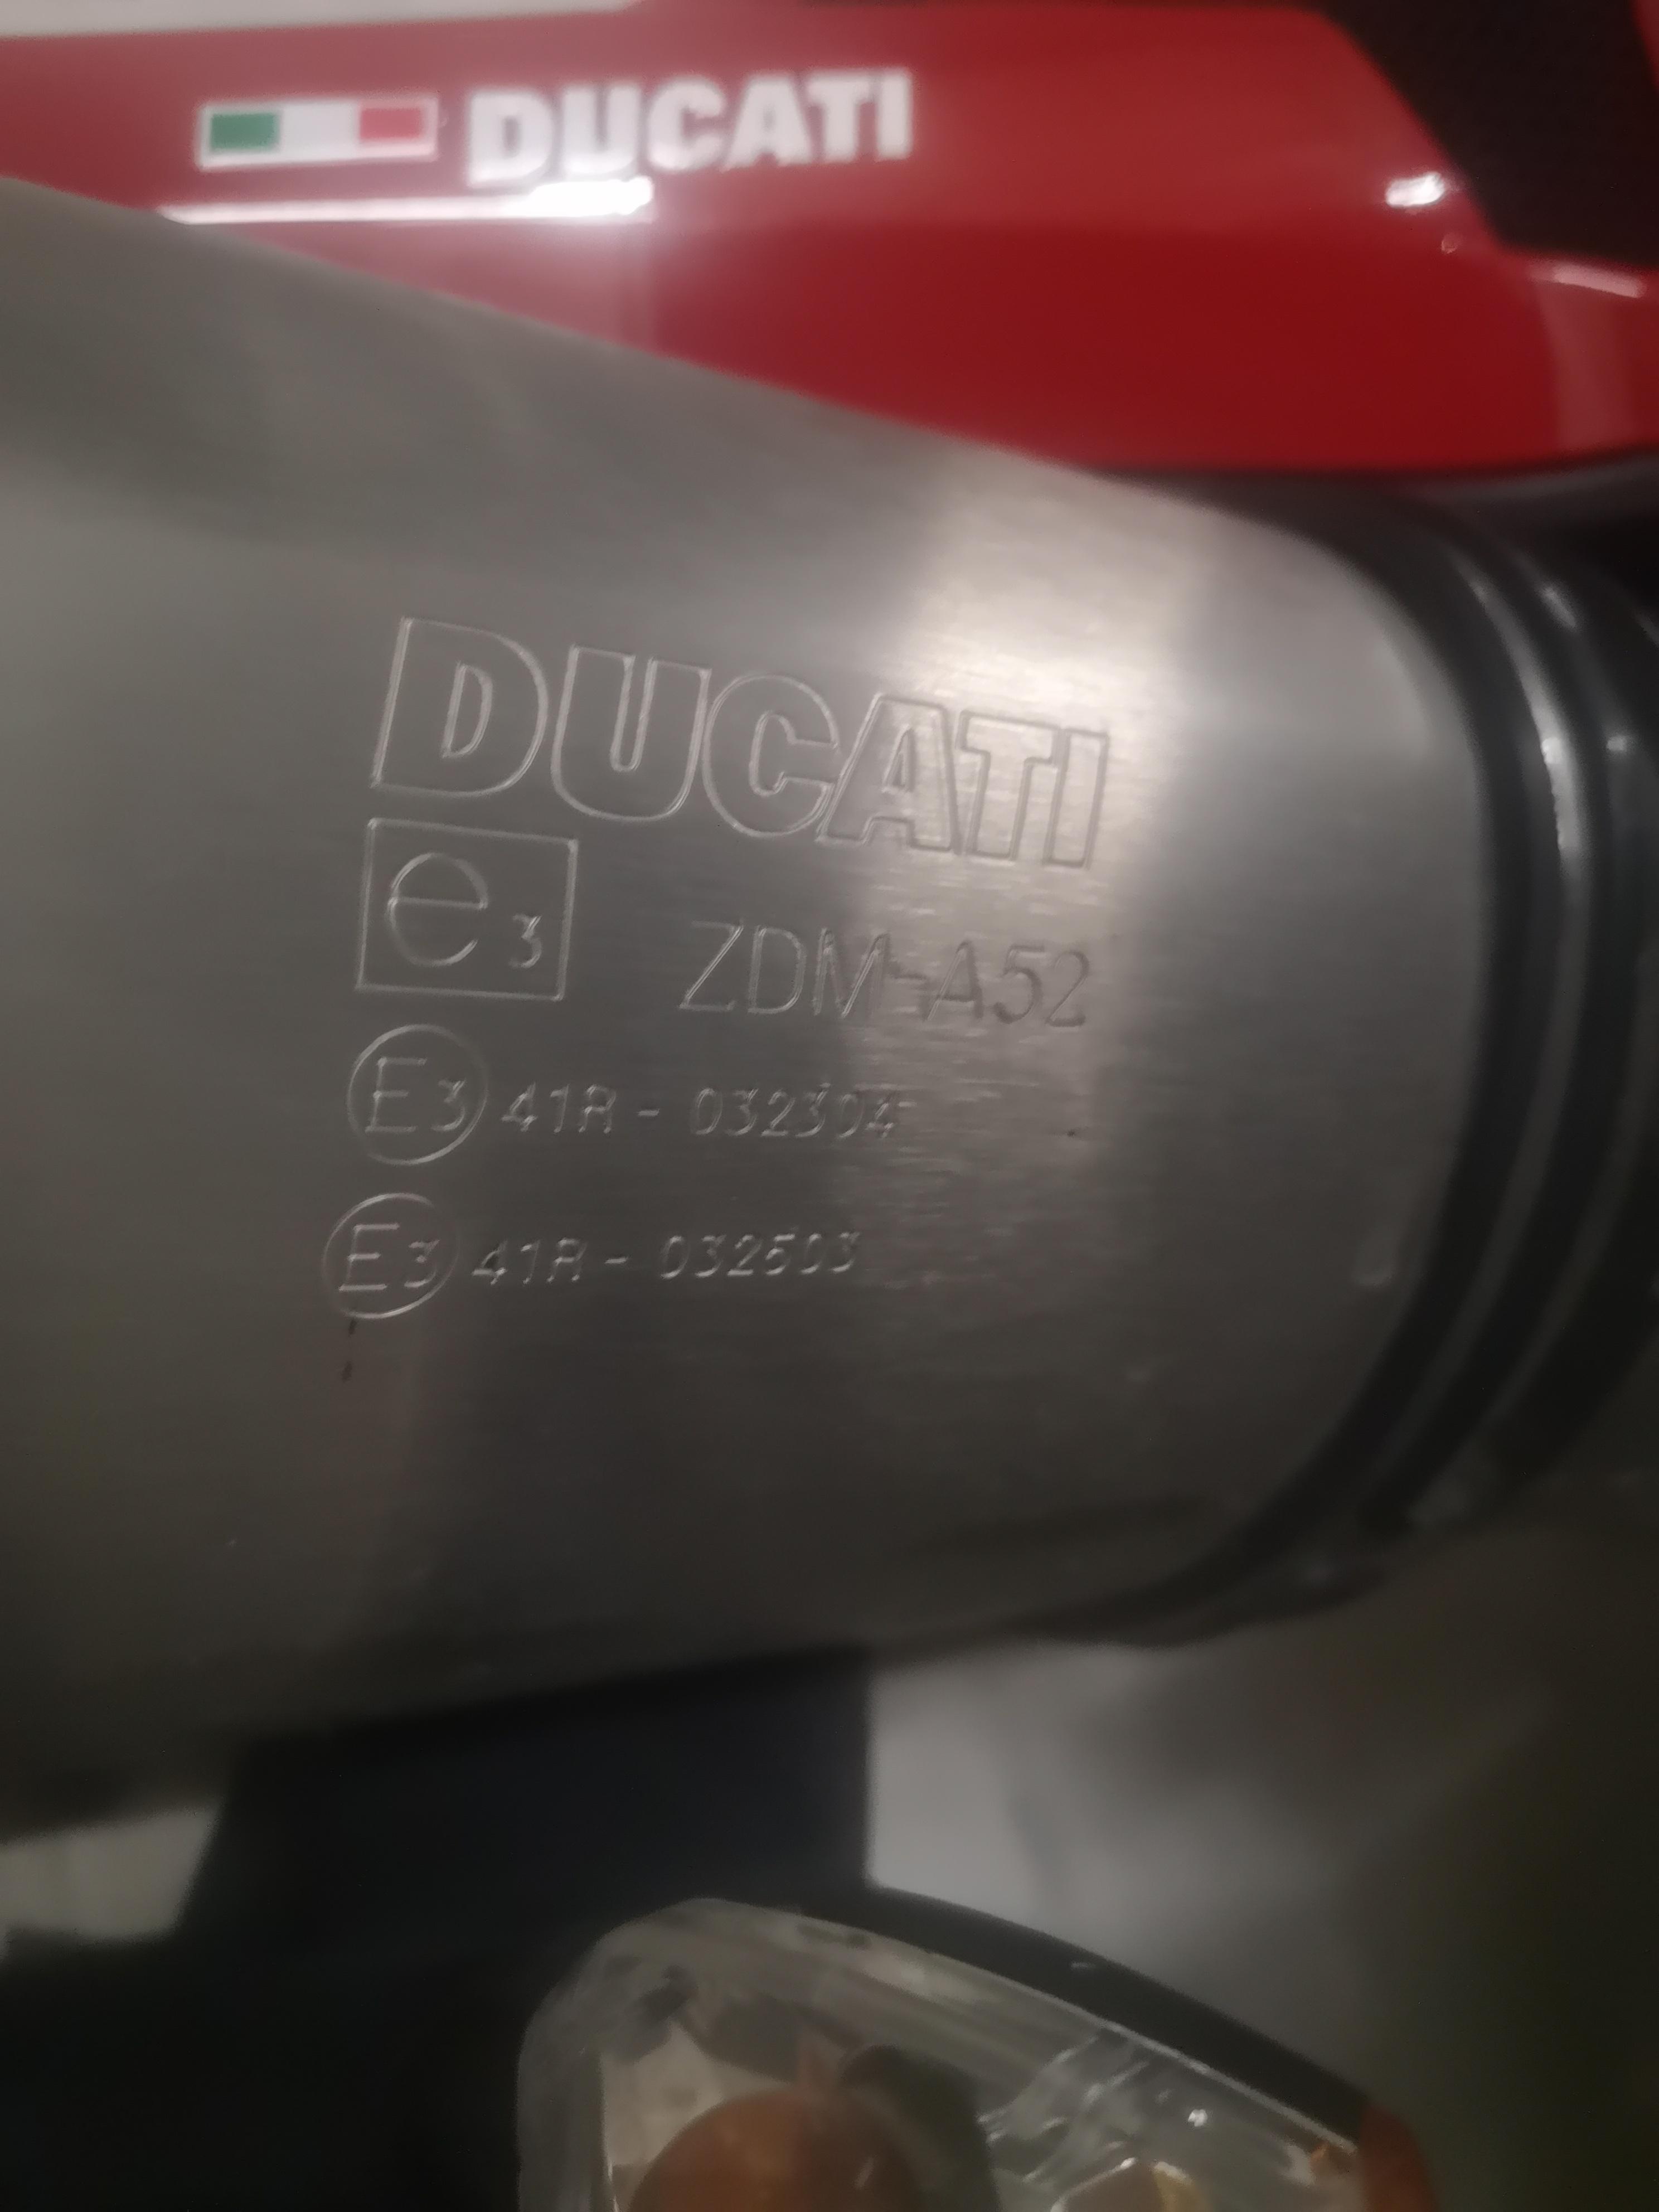 DUCATI
DUCATI
e3 ZDM-A52
E3 41R - 032304
E3 41R - 032503